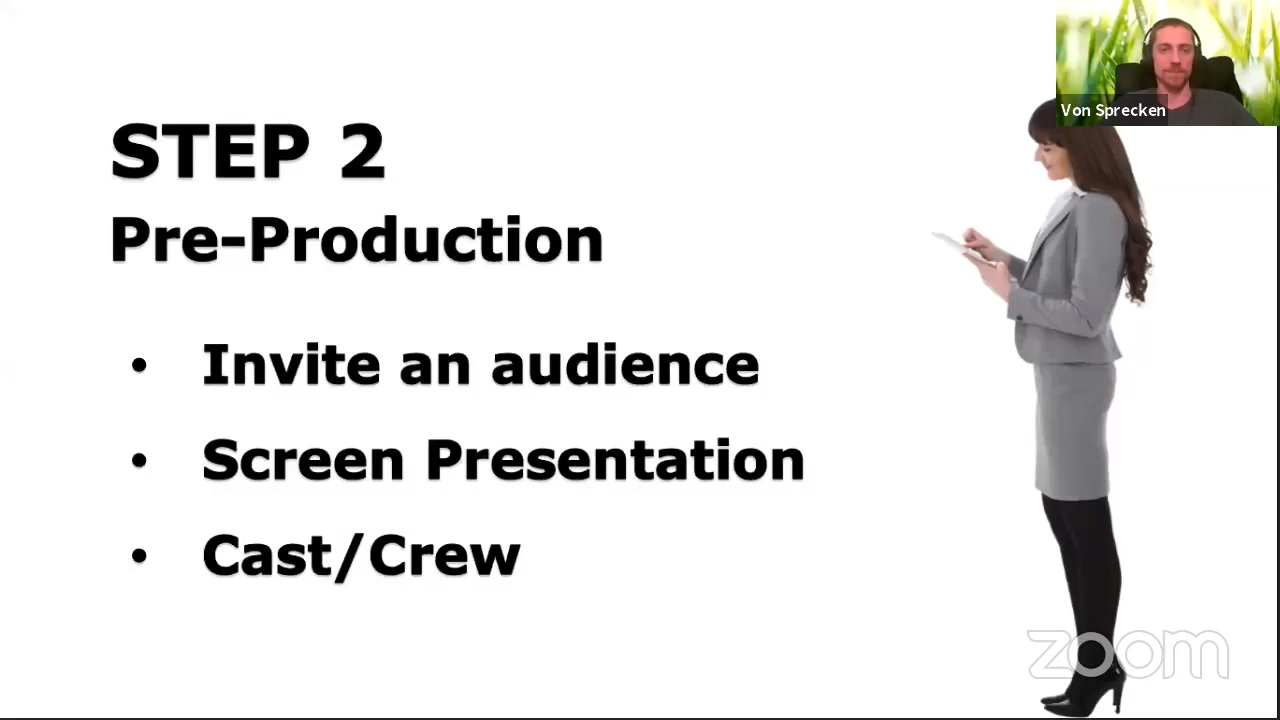 Von Sprecken
STEP 2
Pre-Production
• Invite an audience
• Screen Presentation
• Cast/Crew
zoom